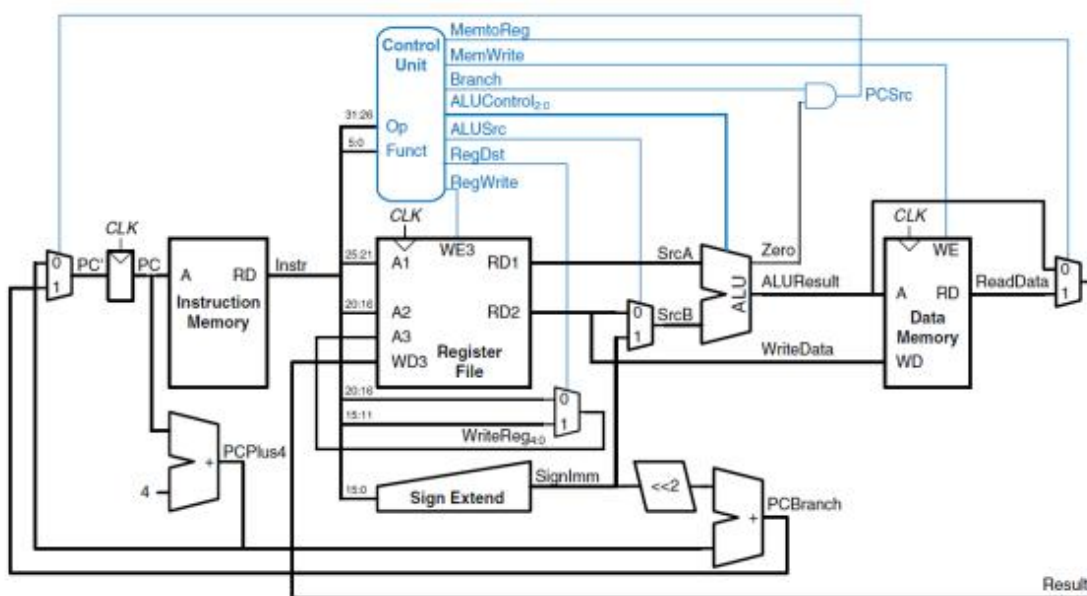 MemtoReg
Control
Unit
MemWrite
Branch
ALUControl2:0
PCSrc
31:26
Op
ALUSrc
5:0
Funct
RegDst
RegWrite
CLK
CLK
CLK
WE3
Zero
WE
0
1
PC'
PC
A
RD
Instr
25:21
A1
RD1
SrcA
ALU
ALUResult
A
RD
ReadData
0
1
Instruction
Memory
20:16
A2
RD2
0
1
SrcB
Data
Memory
A3
WriteData
WD3
Register
File
WD
20:16
0
15:11
1
WriteReg4:0
PCPlus4
+
4
15:0
Sign Extend
SignImm
<<2
PCBranch
+
Result